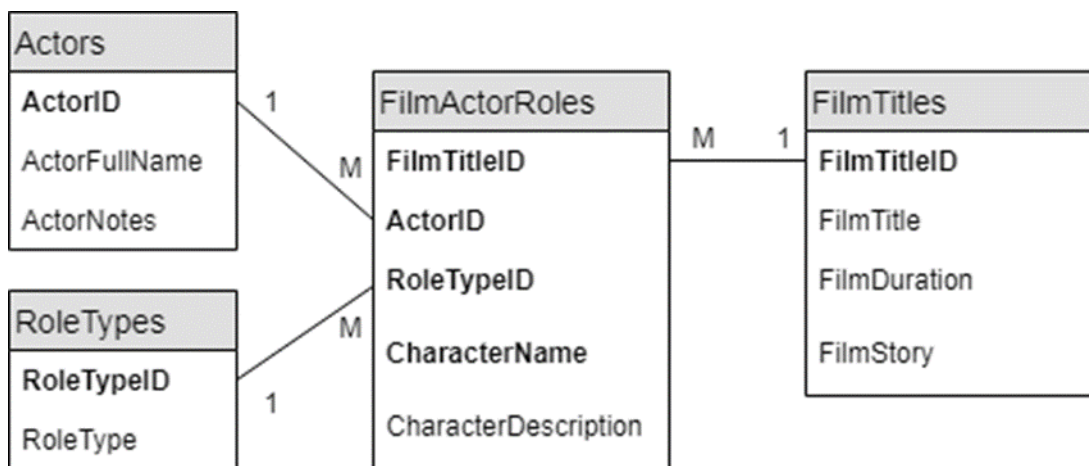 Actors
ActorID
ActorFullName
ActorNotes
1
M
RoleTypes
RoleTypeID
RoleType
1
M
FilmActorRoles
FilmTitleID
ActorID
RoleTypeID
CharacterName
CharacterDescription
M
1
FilmTitles
FilmTitleID
FilmTitle
FilmDuration
FilmStory